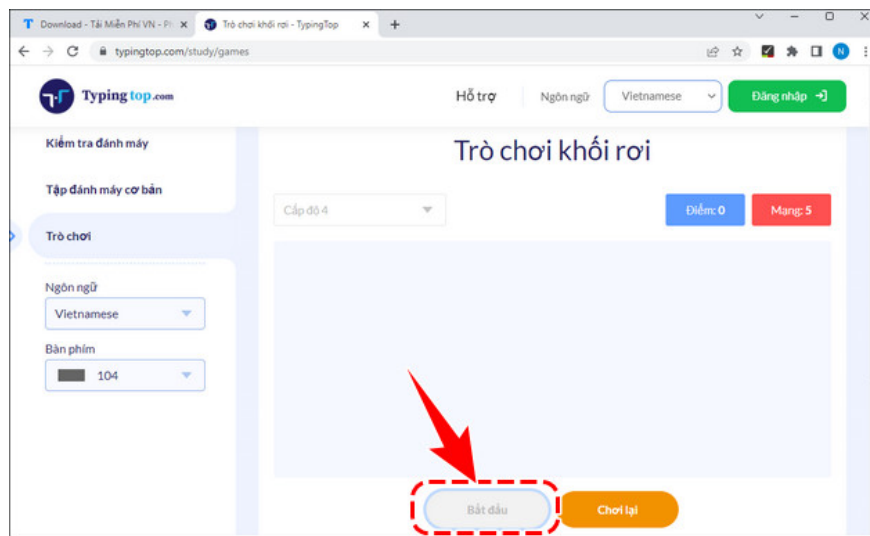 Download - Tải Miễn Phí VN - Ph
Trò chơi khối rơi - TypingTop
typingtop.com/study/games
N
Typing top.com
Hỗ trợ
Ngôn ngữ
Vietnamese
Đăng nhập
Kiểm tra đánh máy
Tập đánh máy cơ bản
Trò chơi
Ngôn ngữ
Vietnamese
Bàn phím
104
Trò chơi khối rơi
Cấp độ 4
Điểm: 0
Mạng: 5
Bắt đầu
Chơi lại